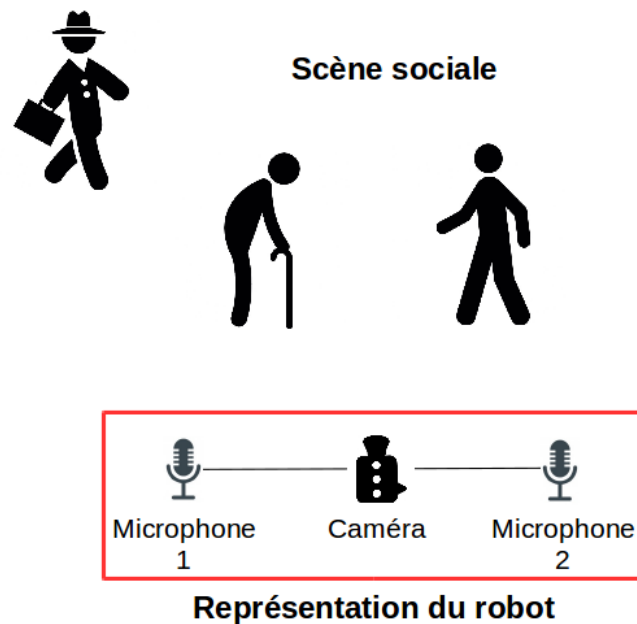 Scène sociale
Microphone
1
Caméra
Microphone
2
Représentation du robot